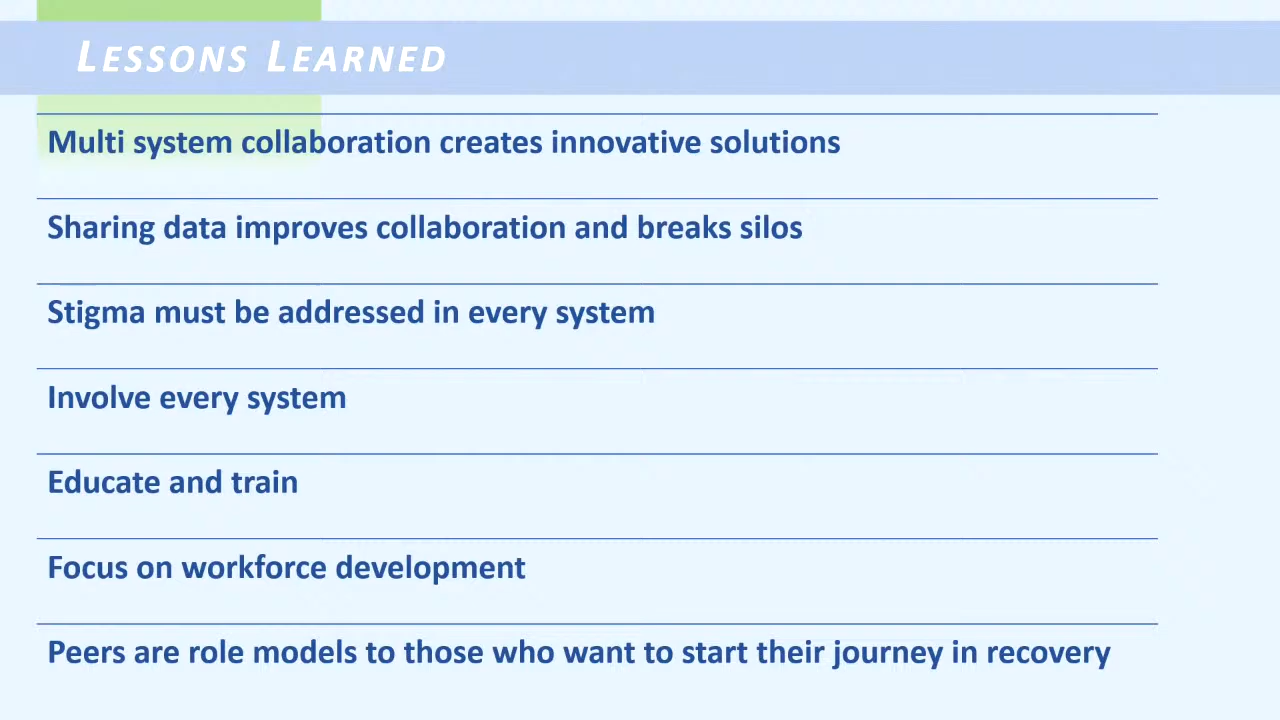 LESSONS LEARNED
Multi system collaboration creates innovative solutions
Sharing data improves collaboration and breaks silos
Stigma must be addressed in every system
Involve every system
Educate and train
Focus on workforce development
Peers are role models to those who want to start their journey in recovery